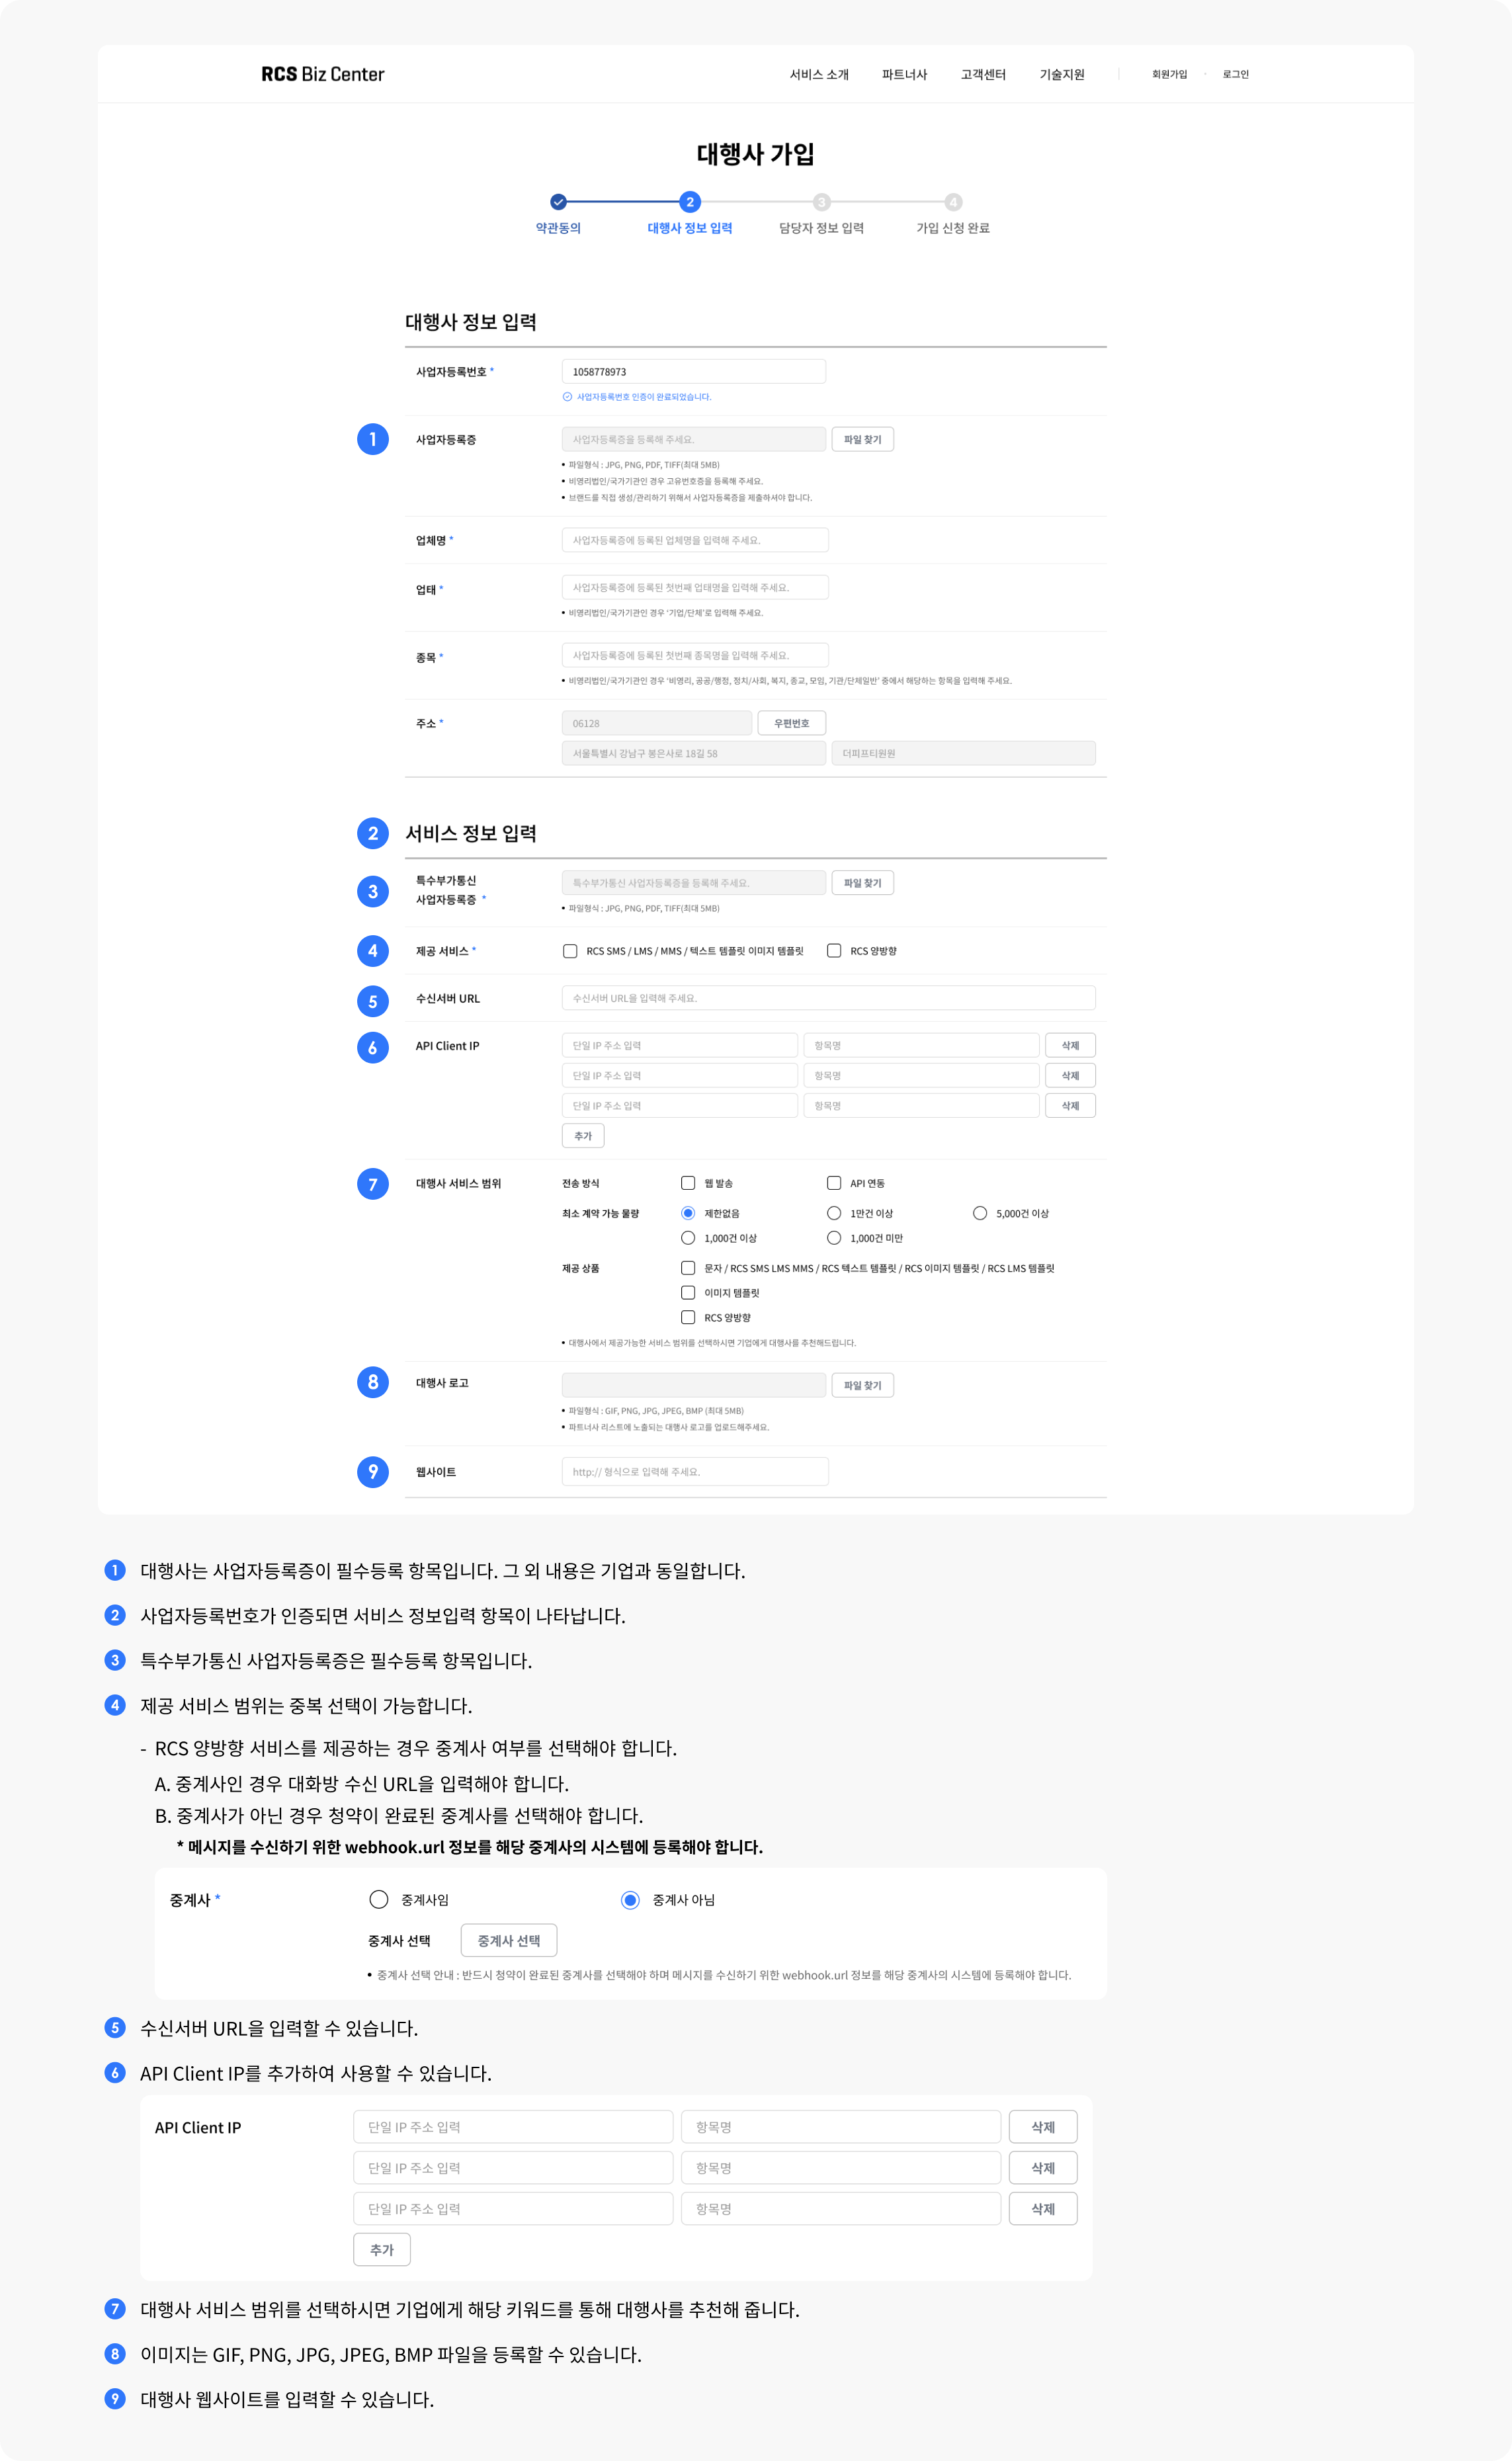 RCS Biz Center
서비스 소개 파트너사 고객센터 기술지원 회원가입 · 로그인
대행사 가입
2 3 4
약관동의 대행사 정보 입력 담당자 정보 입력 가입 신청 완료
대행사 정보 입력
사업자등록번호 * 1058778973
사업자등록번호 인증이 완료되었습니다.
1 사업자등록증 사업자등록증을 등록해 주세요. 파일 찾기
• 파일형식 : JPG, PNG, PDF, TIFF(최대 5MB)
• 비영리법인/국가기관인 경우 고유번호증을 등록해 주세요.
• 브랜드를 직접 생성/관리하기 위해서 사업자등록증을 제출하셔야 합니다.
업체명 * 사업자등록증에 등록된 업체명을 입력해 주세요.
업태 * 사업자등록증에 등록된 첫번째 업태명을 입력해 주세요.
• 비영리법인/국가기관인 경우 ‘기업/단체’로 입력해 주세요.
종목 * 사업자등록증에 등록된 첫번째 종목명을 입력해 주세요.
• 비영리법인/국가기관인 경우 ‘비영리, 공공/행정, 정치/사회, 복지, 종교, 모임, 기관/단체일반’ 중에서 해당하는 항목을 입력해 주세요.
주소 * 06128 우편번호
서울특별시 강남구 봉은사로 18길 58 더피프티원원
2 서비스 정보 입력
3 특수부가통신
사업자등록증 * 특수부가통신 사업자등록증을 등록해 주세요. 파일 찾기
• 파일형식 : JPG, PNG, PDF, TIFF(최대 5MB)
4 제공 서비스 * RCS SMS / LMS / MMS / 텍스트 템플릿 이미지 템플릿 RCS 양방향
5 수신서버 URL 수신서버 URL을 입력해 주세요.
6 API Client IP 단일 IP 주소 입력 항목명 삭제
단일 IP 주소 입력 항목명 삭제
단일 IP 주소 입력 항목명 삭제
추가
7 대행사 서비스 범위 전송 방식 웹 발송 API 연동
최소 계약 가능 물량 제한없음 1만건 이상 5,000건 이상
1,000건 이상 1,000건 미만
제공 상품 문자 / RCS SMS LMS MMS / RCS 텍스트 템플릿 / RCS 이미지 템플릿 / RCS LMS 템플릿
이미지 템플릿
RCS 양방향
• 대행사에서 제공가능한 서비스 범위를 선택하시면 기업에게 대행사를 추천해드립니다.
8 대행사 로고 파일 찾기
• 파일형식 : GIF, PNG, JPG, JPEG, BMP (최대 5MB)
• 파트너사 리스트에 노출되는 대행사 로고를 업로드해주세요.
9 웹사이트 http:// 형식으로 입력해 주세요.
1 대행사는 사업자등록증이 필수등록 항목입니다. 그 외 내용은 기업과 동일합니다.
2 사업자등록번호가 인증되면 서비스 정보입력 항목이 나타납니다.
3 특수부가통신 사업자등록증은 필수등록 항목입니다.
4 제공 서비스 범위는 중복 선택이 가능합니다.
- RCS 양방향 서비스를 제공하는 경우 중계사 여부를 선택해야 합니다.
A. 중계사인 경우 대화방 수신 URL을 입력해야 합니다.
B. 중계사가 아닌 경우 청약이 완료된 중계사를 선택해야 합니다.
* 메시지를 수신하기 위한 webhook.url 정보를 해당 중계사의 시스템에 등록해야 합니다.
중계사 * 중계사임 중계사 아님
중계사 선택 중계사 선택
• 중계사 선택 안내 : 반드시 청약이 완료된 중계사를 선택해야 하며 메시지를 수신하기 위한 webhook.url 정보를 해당 중계사의 시스템에 등록해야 합니다.
5 수신서버 URL을 입력할 수 있습니다.
6 API Client IP를 추가하여 사용할 수 있습니다.
API Client IP 단일 IP 주소 입력 항목명 삭제
단일 IP 주소 입력 항목명 삭제
단일 IP 주소 입력 항목명 삭제
추가
7 대행사 서비스 범위를 선택하시면 기업에게 해당 키워드를 통해 대행사를 추천해 줍니다.
8 이미지는 GIF, PNG, JPG, JPEG, BMP 파일을 등록할 수 있습니다.
9 대행사 웹사이트를 입력할 수 있습니다.